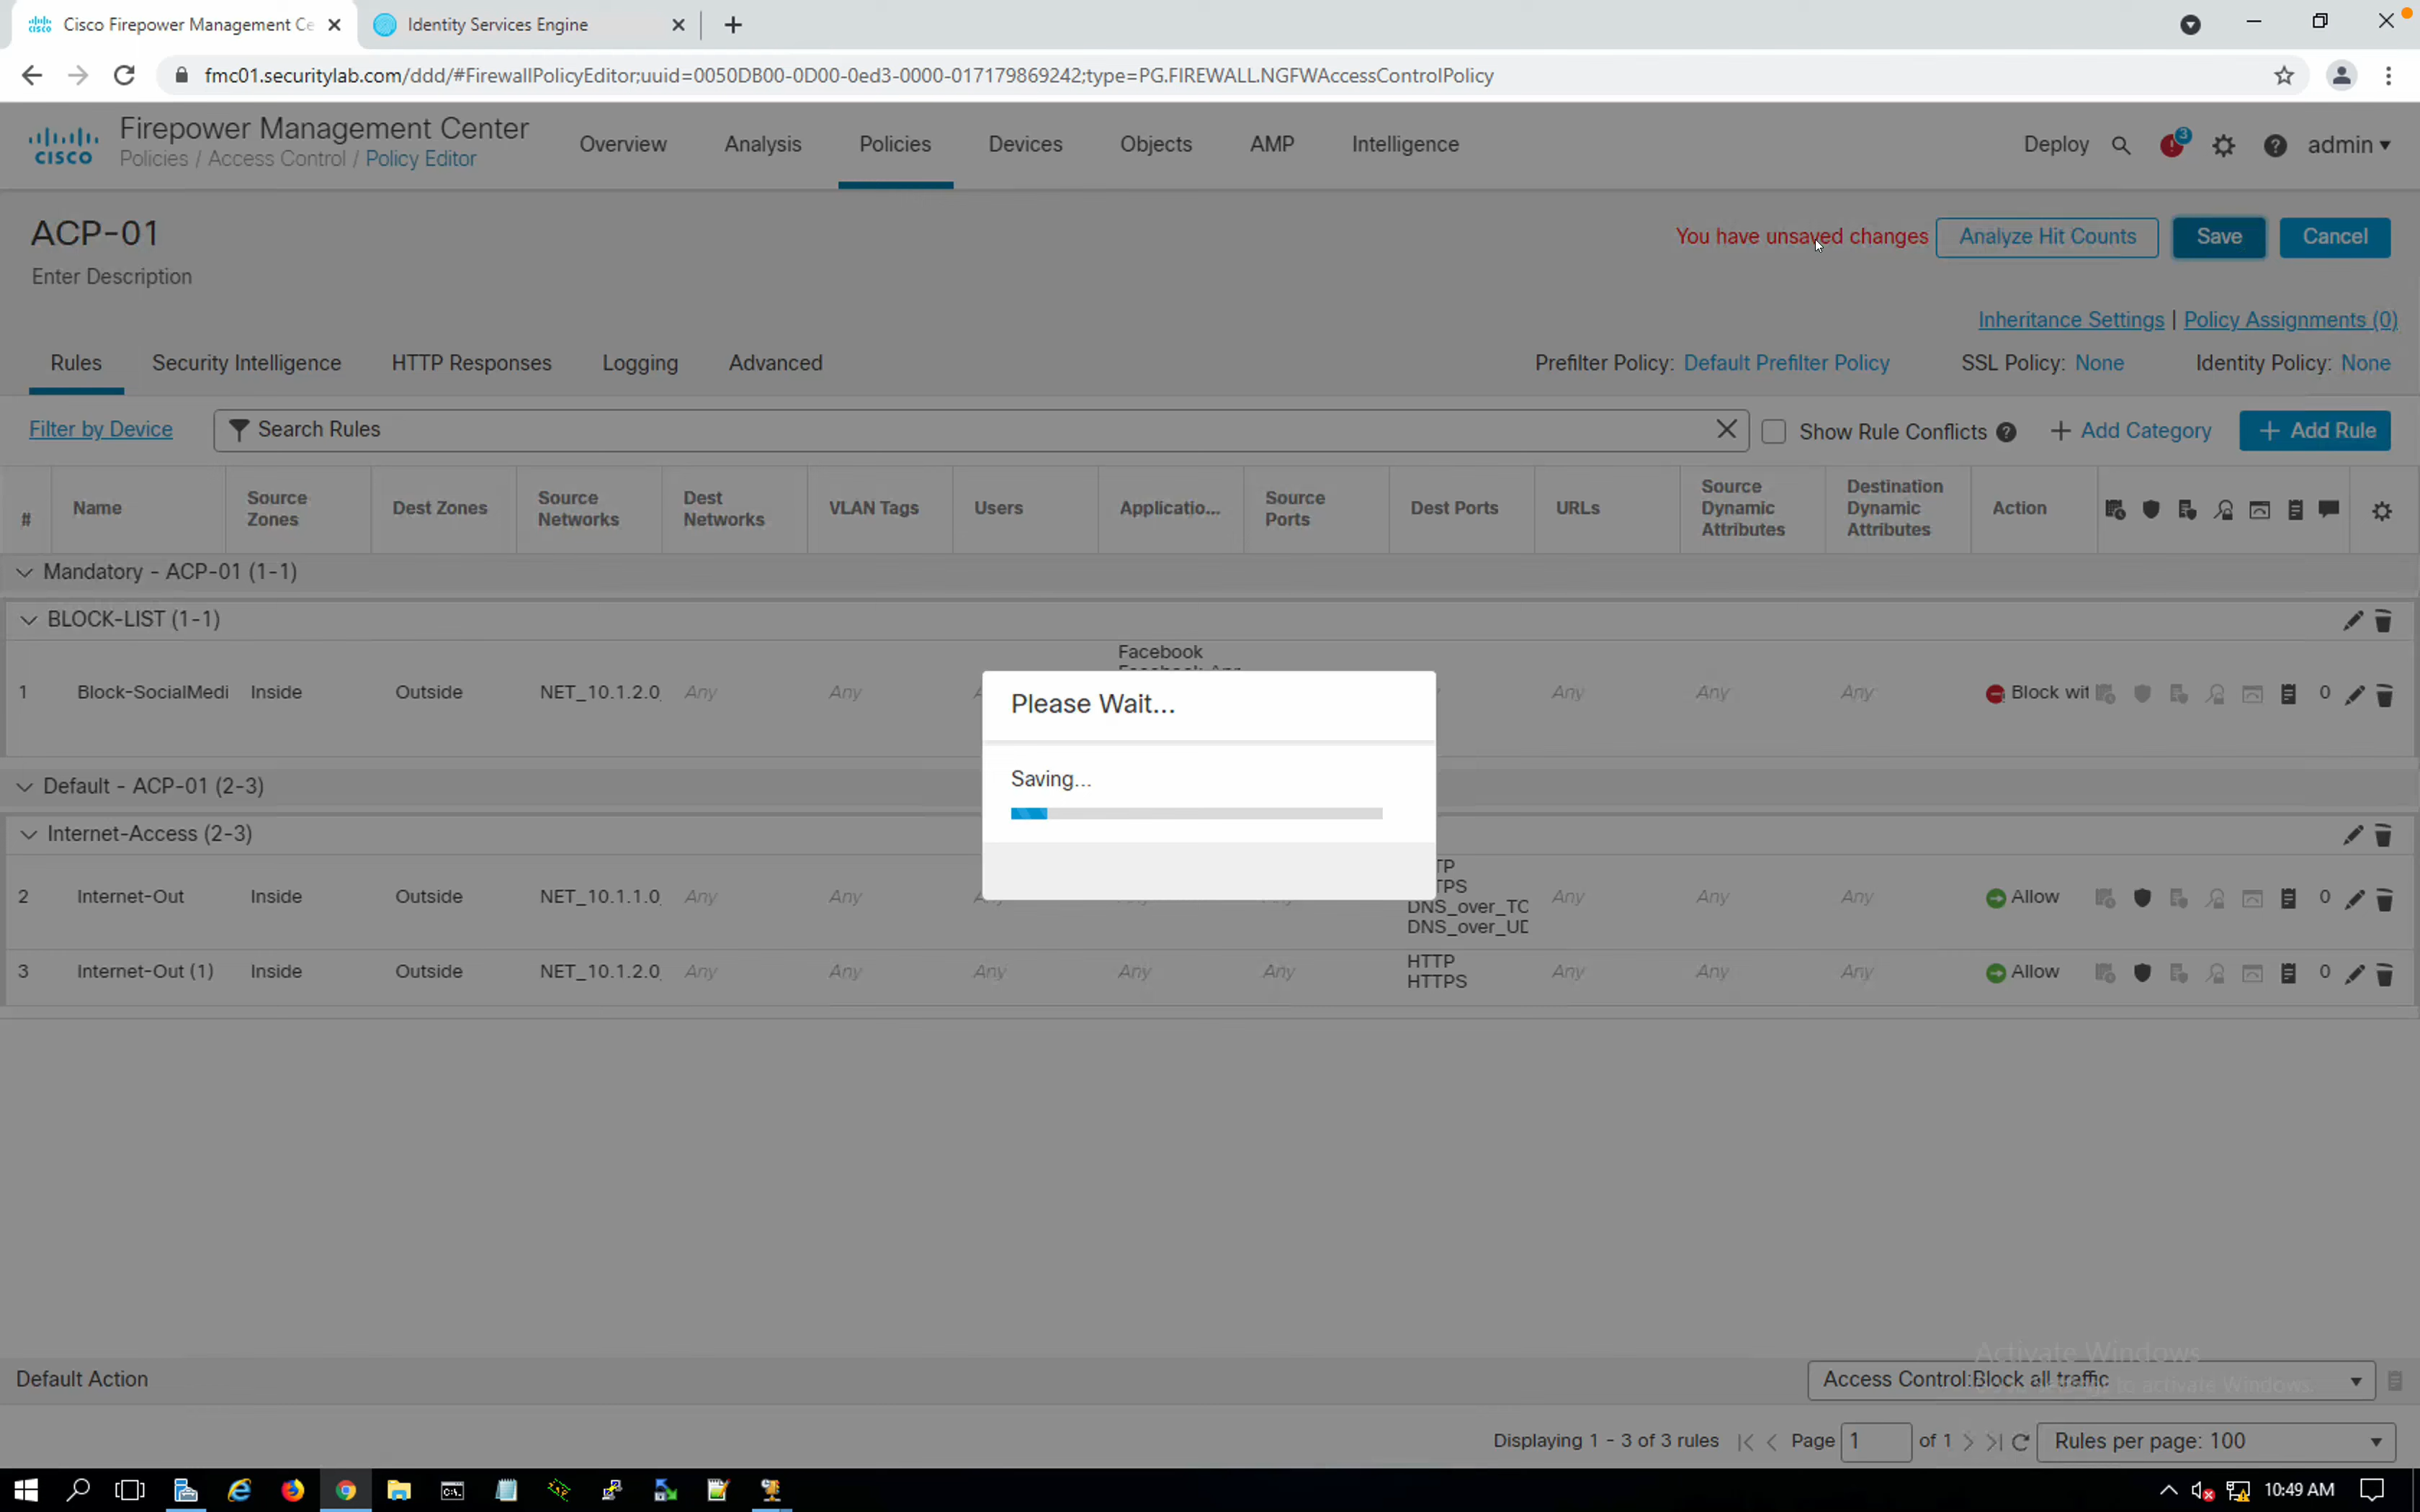 Cisco Firepower Management Ce
Identity Services Engine
fmc01.securitylab.com/ddd/#FirewallPolicyEditor;uuid=0050DB00-0D00-0ed3-0000-017179869242;type=PG.FIREWALL.NGFWAccessControlPolicy
CISCO
Firepower Management Center
Policies / Access Control / Policy Editor
Overview
Analysis
Policies
Devices
Objects
AMP
Intelligence
Deploy
3
admin
ACP-01
Enter Description
You have unsaved changes
Analyze Hit Counts
Save
Cancel
Inheritance Settings | Policy Assignments (0)
Rules
Security Intelligence
HTTP Responses
Logging
Advanced
Prefilter Policy: Default Prefilter Policy
SSL Policy: None
Identity Policy: None
Filter by Device
Search Rules
Show Rule Conflicts
+ Add Category
+ Add Rule
#
Name
Source Zones
Dest Zones
Source Networks
Dest Networks
VLAN Tags
Users
Applicatio...
Source Ports
Dest Ports
URLs
Source Dynamic Attributes
Destination Dynamic Attributes
Action
Mandatory - ACP-01 (1-1)
BLOCK-LIST (1-1)
Facebook
1 Block-SocialMedi Inside Outside NET_10.1.2.0 Any Any Any Any Any Block wit 0
Default - ACP-01 (2-3)
Internet-Access (2-3)
2 Internet-Out Inside Outside NET_10.1.1.0 Any Any
TP
TPS
DNS_over_TC
DNS_over_UD
Any Any Any Allow 0
3 Internet-Out (1) Inside Outside NET_10.1.2.0 Any Any Any Any Any
HTTP
HTTPS
Any Any Any Allow 0
Please Wait...
Saving...
Activate Windows
to activate Windows.
Default Action
Access Control:Block all traffic
Displaying 1 - 3 of 3 rules
Page 1 of 1
Rules per page: 100
10:49 AM